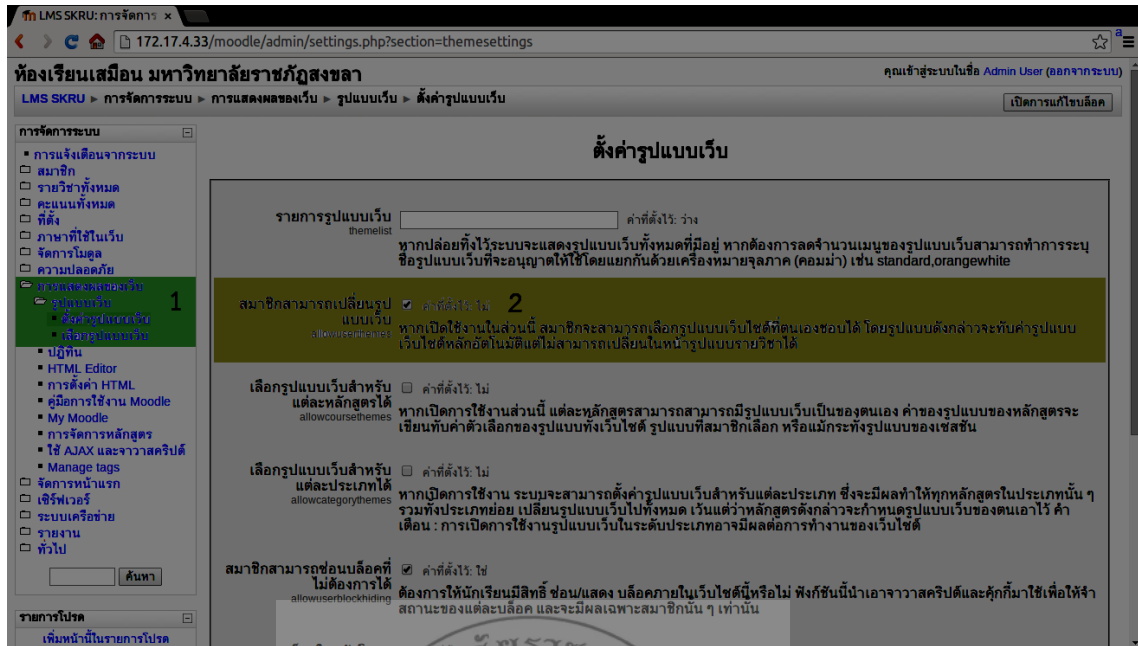 LMS SKRU: การจัดการ ×
172.17.4.33/moodle/admin/settings.php?section=themesettings
ห้องเรียนเสมือน มหาวิทยาลัยราชภัฏสงขลา
คุณเข้าสู่ระบบในชื่อ Admin User (ออกจากระบบ)
LMS SKRU ► การจัดการระบบ ► การแสดงผลของเว็บ ► รูปแบบเว็บ ► ตั้งค่ารูปแบบเว็บ
เปิดการแก้ไขบล็อค
การจัดการระบบ
การแจ้งเตือนจากระบบ
สมาชิก
รายวิชาทั้งหมด
คะแนนทั้งหมด
ที่ตั้ง
ภาษาที่ใช้ในเว็บ
จัดการโมดูล
ความปลอดภัย
การแสดงผลของเว็บ
รูปแบบเว็บ 1
ตั้งค่ารูปแบบเว็บ
เลือกรูปแบบเว็บ
ปฏิทิน
HTML Editor
การตั้งค่า HTML
คู่มือการใช้งาน Moodle
My Moodle
การจัดการหลักสูตร
ใช้ AJAX และจาวาสคริปต์
Manage tags
จัดการหน้าแรก
เซิร์ฟเวอร์
ระบบเครือข่าย
รายงาน
ทั่วไป
ค้นหา
รายการโปรด
เพิ่มหน้านี้ในรายการโปรด
ตั้งค่ารูปแบบเว็บ
รายการรูปแบบเว็บ
themelist
ค่าที่ตั้งไว้: ว่าง
หากปล่อยทิ้งไว้ระบบจะแสดงรูปแบบเว็บทั้งหมดที่มีอยู่ หากต้องการลดจำนวนเมนูของรูปแบบเว็บสามารถทำการระบุ
ชื่อรูปแบบเว็บที่จะอนุญาตให้ใช้โดยแยกกันด้วยเครื่องหมายจุลภาค (คอมม่า) เช่น standard,orangewhite
สมาชิกสามารถเปลี่ยนรูป
แบบเว็บ
allowuserthemes
ค่าที่ตั้งไว้: ไม่ 2
หากเปิดใช้งานในส่วนนี้ สมาชิกจะสามารถเลือกรูปแบบเว็บไซต์ที่ตนเองชอบได้ โดยรูปแบบดังกล่าวจะทับค่ารูปแบบ
เว็บไซต์หลักอัตโนมัติแต่ไม่สามารถเปลี่ยนในหน้ารูปแบบรายวิชาได้
เลือกรูปแบบเว็บสำหรับ
แต่ละหลักสูตรได้
allowcoursethemes
ค่าที่ตั้งไว้: ไม่
หากเปิดการใช้งานส่วนนี้ แต่ละหลักสูตรสามารถสามารถมีรูปแบบเว็บเป็นของตนเอง ค่าของรูปแบบของหลักสูตรจะ
เขียนทับค่าตัวเลือกของรูปแบบทั้งเว็บไซต์ รูปแบบที่สมาชิกเลือก หรือแม้กระทั่งรูปแบบของเซสชัน
เลือกรูปแบบเว็บสำหรับ
แต่ละประเภทได้
allowcategorythemes
ค่าที่ตั้งไว้: ไม่
หากเปิดการใช้งาน ระบบจะสามารถตั้งค่ารูปแบบเว็บสำหรับแต่ละประเภท ซึ่งจะมีผลทำให้ทุกหลักสูตรในประเภทนั้น ๆ
รวมทั้งประเภทย่อย เปลี่ยนรูปแบบเว็บไปทั้งหมด เว้นแต่ว่าหลักสูตรดังกล่าวจะกำหนดรูปแบบเว็บของตนเอาไว้ คำ
เตือน : การเปิดการใช้งานรูปแบบเว็บในระดับประเภทอาจมีผลต่อการทำงานของเว็บไซต์
สมาชิกสามารถซ่อนบล็อคที่
ไม่ต้องการได้
allowuserblockhiding
ค่าที่ตั้งไว้: ใช่
ต้องการให้นักเรียนมีสิทธิ์ ซ่อน/แสดง บล็อคภายในเว็บไซต์นี้หรือไม่ ฟังก์ชันนี้นำเอาจาวาสคริปต์และคุ้กกี้มาใช้เพื่อให้จำ
สถานะของแต่ละบล็อค และจะมีผลเฉพาะสมาชิกนั้น ๆ เท่านั้น